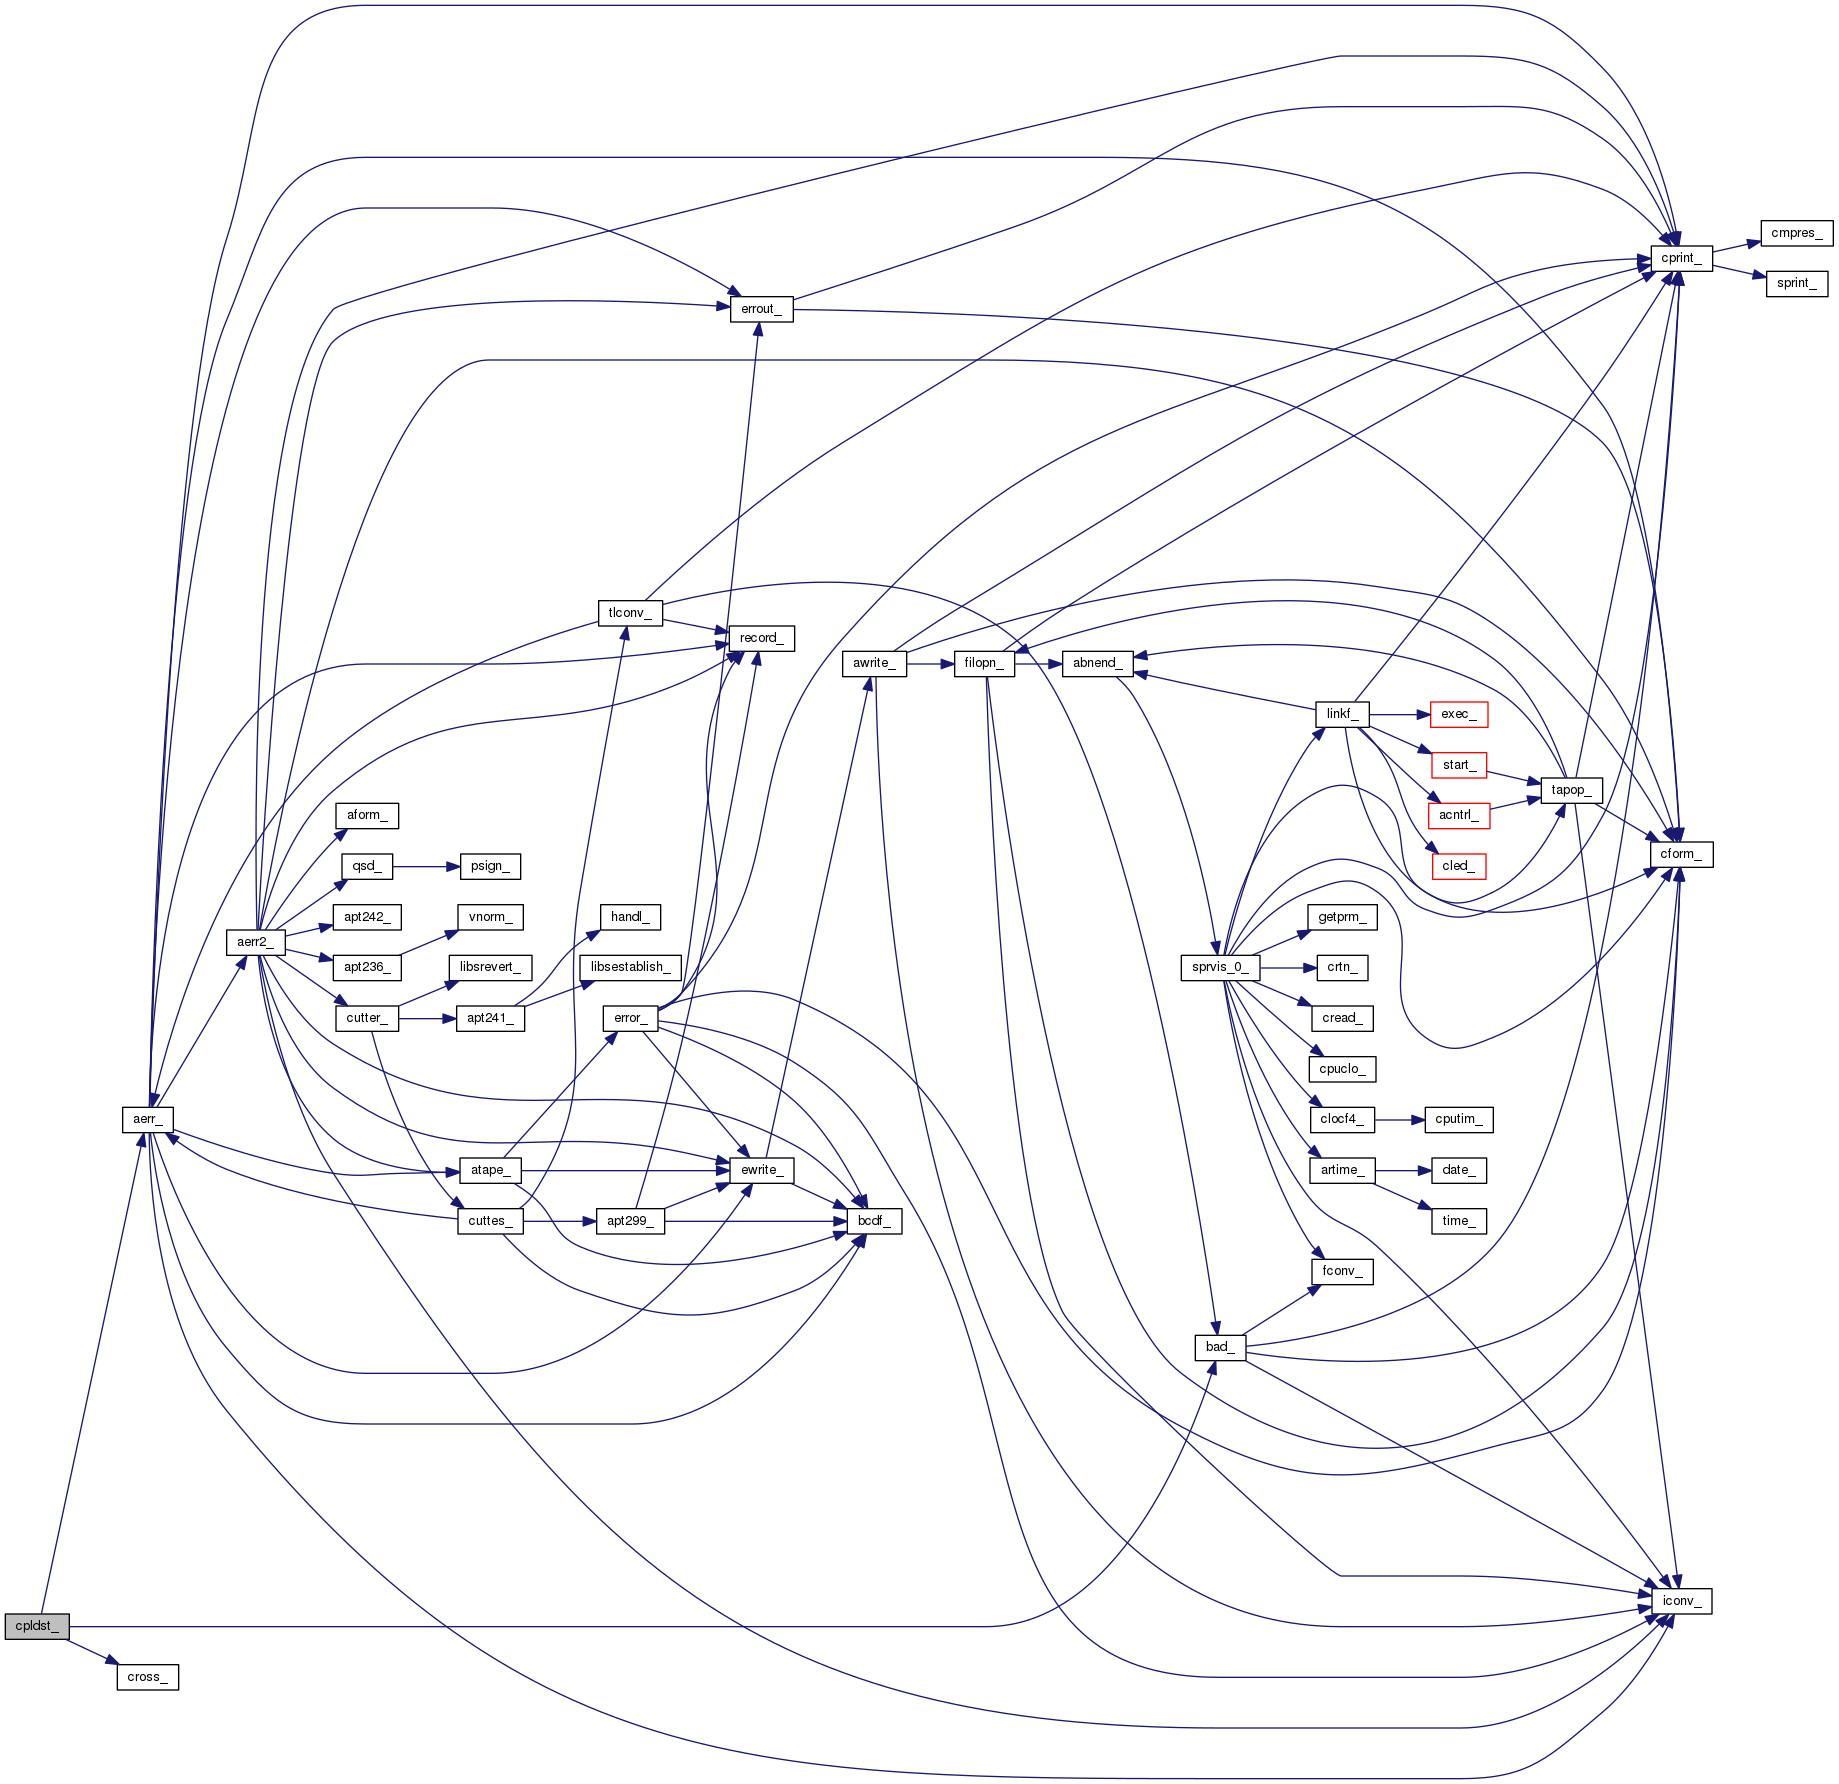 cmpres_
cprint_
sprint_
errout_
tlconv_
record_
awrite_
filopn_
abnend_
linkf_
exec_
start_
tapop_
aform_
acntrl_
cform_
qsd_
psign_
cled_
apt242_
vnorm_
handl_
getprm_
aerr2_
apt236_
libsrevert_
libsestablish_
sprvis_0_
crtn_
cutter_
apt241_
error_
cread_
cpuclo_
aerr_
clocf4_
cputim_
atape_
ewrite_
artime_
date_
cuttes_
apt299_
bcdf_
time_
fconv_
bad_
iconv_
cpldst_
cross_